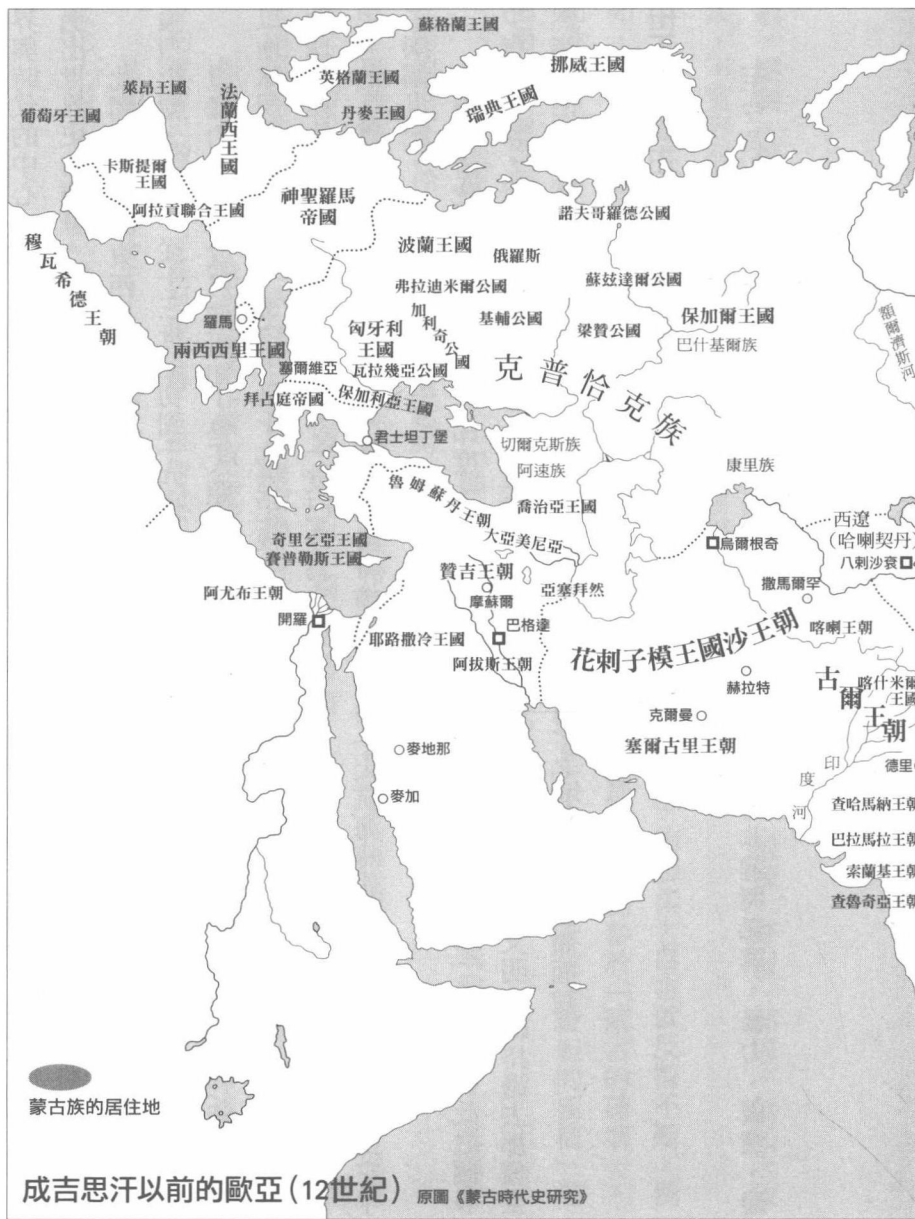 蘇格蘭王國
挪威王國
英格蘭王國
萊昂王國
法蘭西王國
丹麥王國
瑞典王國
葡萄牙王國
卡斯提爾
王國
神聖羅馬
帝國
阿拉貢聯合王國
諾夫哥羅德公國
穆瓦希德王朝
波蘭王國
俄羅斯
弗拉迪米爾公國
蘇玆達爾公國
額爾濟斯河
羅馬
匈牙利
王國
加利奇公國
基輔公國
梁贊公國
保加爾王國
巴什基爾族
兩西西里王國
塞爾維亞
瓦拉幾亞公國
克普恰克族
拜占庭帝國
保加利亞王國
君士坦丁堡
切爾克斯族
阿速族
康里族
魯姆蘇丹王朝
喬治亞王國
大亞美尼亞
烏爾根奇
西遼
(哈喇契丹)
八剌沙袞
奇里乞亞王國
賽普勒斯王國
贊吉王朝
摩蘇爾
亞塞拜然
撒馬爾罕
喀喇王朝
阿尤布王朝
開羅
巴格達
耶路撒冷王國
阿拔斯王朝
花剌子模王國沙王朝
赫拉特
古爾王朝
喀什米爾
王國
克爾曼
塞爾古里王朝
麥地那
印度河
德里
麥加
查哈馬納王朝
巴拉馬拉王朝
索蘭基王朝
查魯奇亞王朝
蒙古族的居住地
成吉思汗以前的歐亞(12世紀) 原圖《蒙古時代史研究》